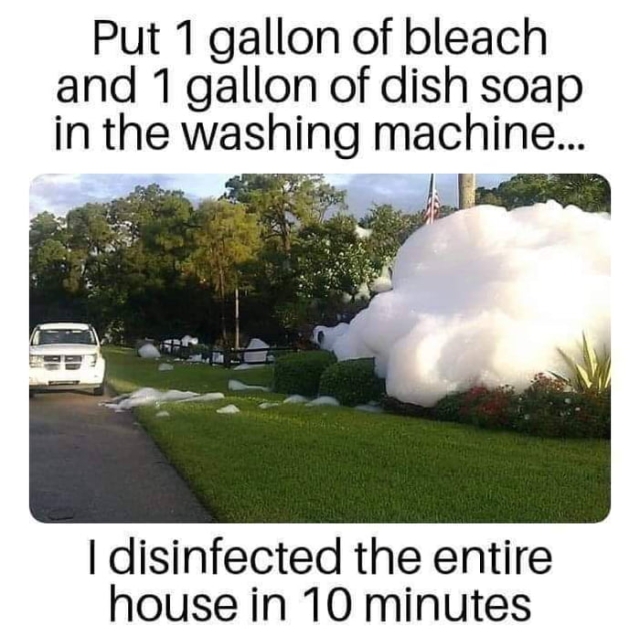 Put 1 gallon of bleach
and 1 gallon of dish soap
in the washing machine...
I disinfected the entire
house in 10 minutes